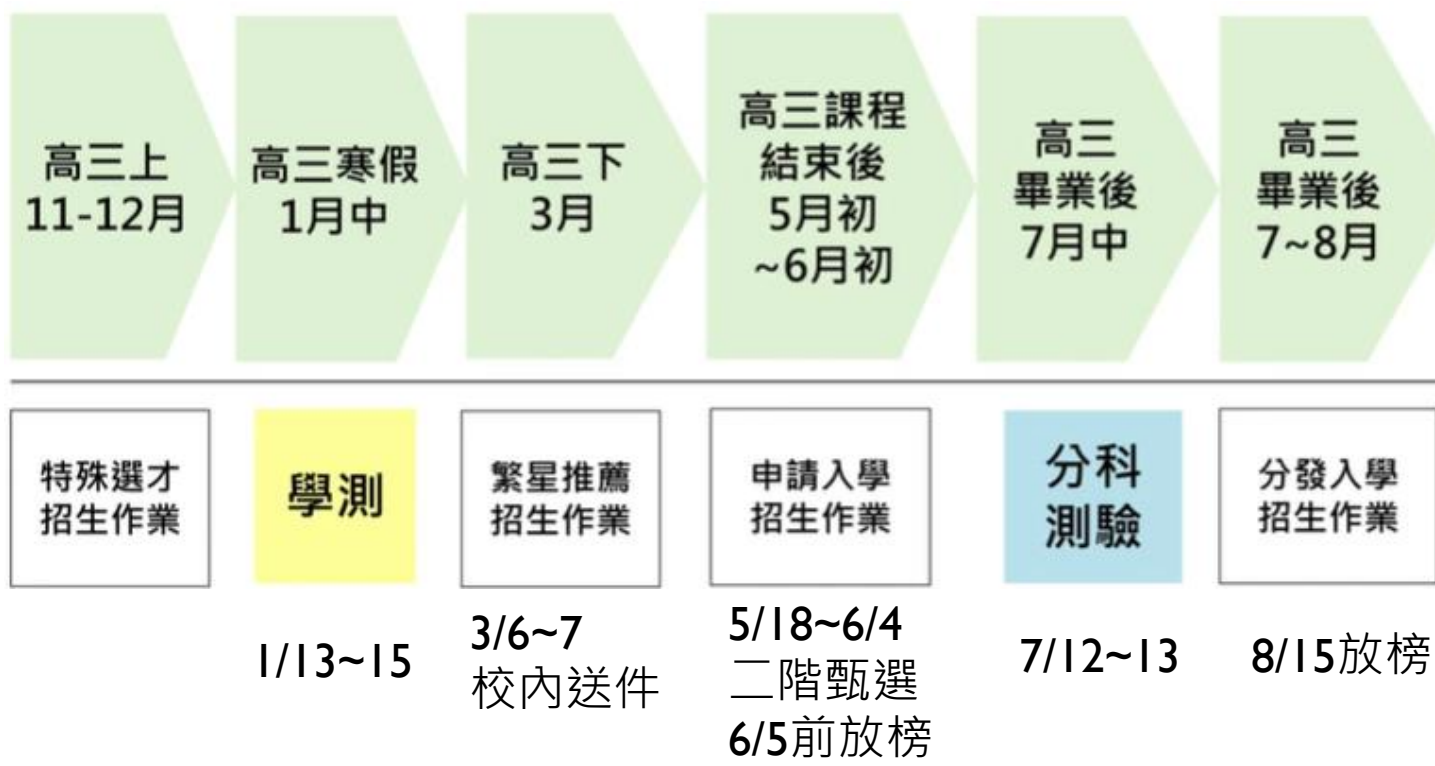 高三上
11-12月
高三寒假
1月中
高三下
3月
高三課程
結束後
5月初
~6月初
高三
畢業後
7月中
高三
畢業後
7~8月
特殊選才
招生作業
學測
繁星推薦
招生作業
申請入學
招生作業
分科
測驗
分發入學
招生作業
1/13~15
3/6~7
校內送件
5/18~6/4
二階甄選
6/5前放榜
7/12~13
8/15放榜